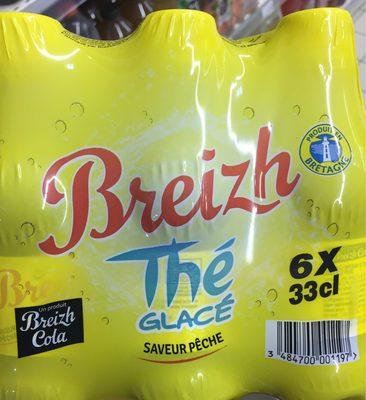 Breizh
PRODUIT EN
BRETAGNE
Thé
GLACÉ
SAVEUR PÊCHE
6X
33cl
Un produit
Breizh
Cola
3 484700 001197